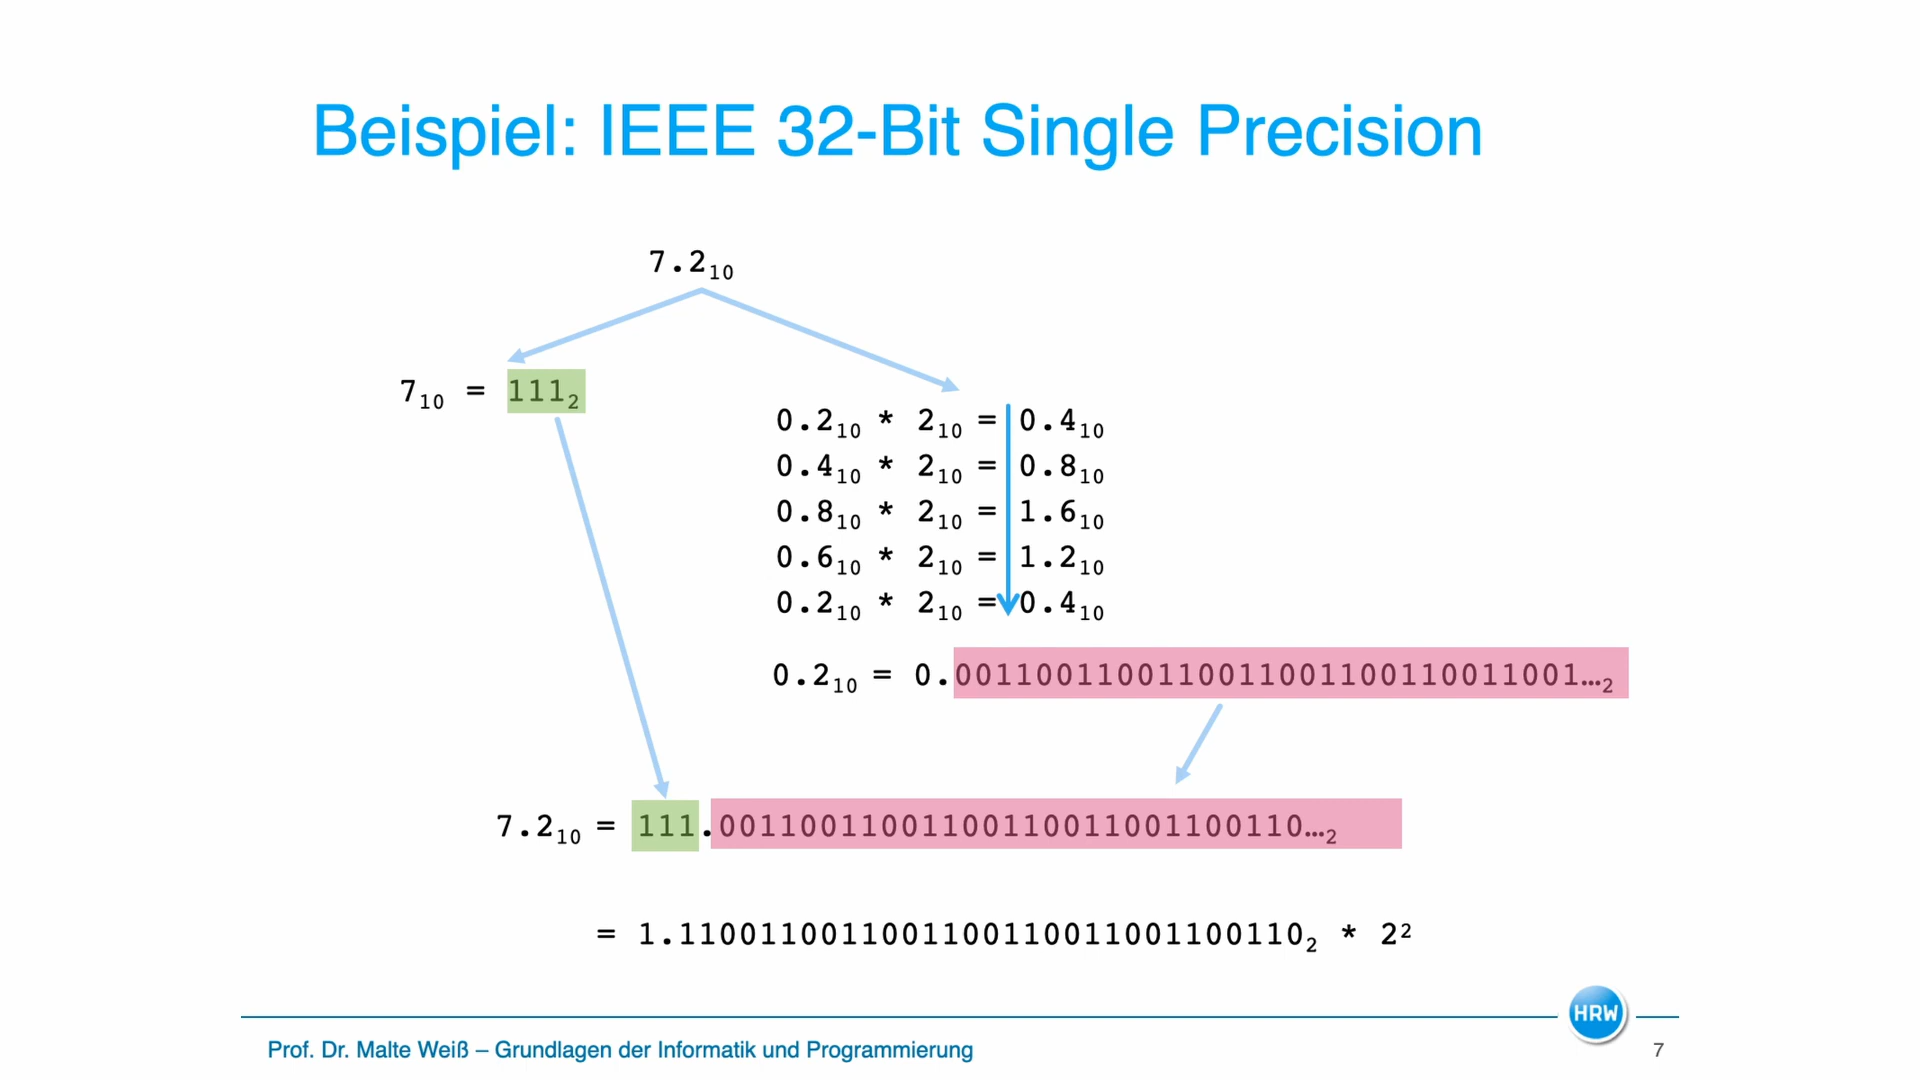 Beispiel: IEEE 32-Bit Single Precision
7.2₁₀
7₁₀ = 111₂
0.2₁₀ * 2₁₀ = 0.4₁₀
0.4₁₀ * 2₁₀ = 0.8₁₀
0.8₁₀ * 2₁₀ = 1.6₁₀
0.6₁₀ * 2₁₀ = 1.2₁₀
0.2₁₀ * 2₁₀ = 0.4₁₀
0.2₁₀ = 0.0011001100110011001100110011001…₂
7.2₁₀ = 111.00110011001100110011001100110…₂
= 1.1100110011001100110011001100110₂ * 2²
HRW
Prof. Dr. Malte Weiß – Grundlagen der Informatik und Programmierung
7